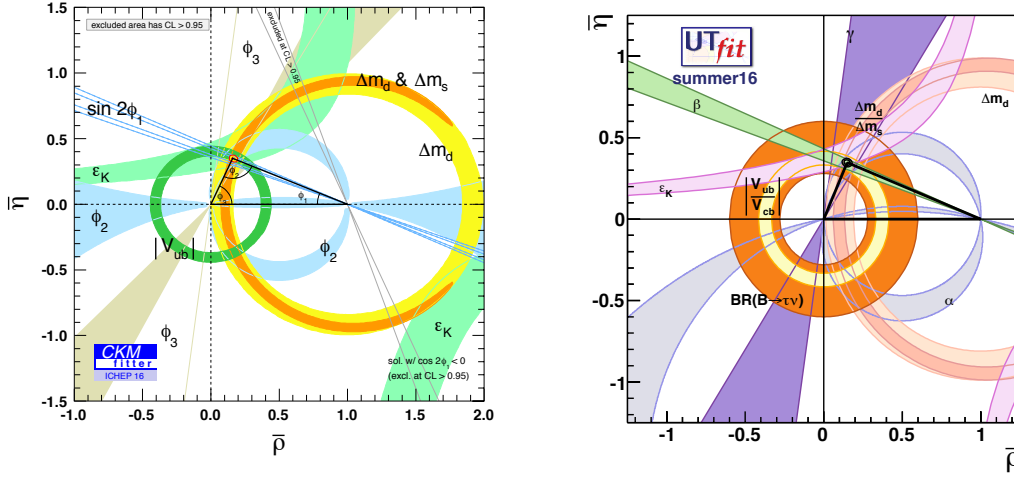 excluded area has CL > 0.95
excluded at CL > 0.95
ϕ3
Δmd & Δms
sin 2ϕ1
Δmd
εK
ϕ2
ϕ3
ϕ2
ϕ1
|Vub|
ϕ2
ϕ3
εK
CKM
fitter
ICHEP 16
sol. w/ cos 2ϕ1 < 0
(excl. at CL > 0.95)
1.5
1.0
0.5
0.0
-0.5
-1.0
-1.5
η̅
-1.0 -0.5 0.0 0.5 1.0 1.5 2.0
ρ̅
η̅
UTfit
summer16
γ
β
Δmd
Δms
Δmd
εK
|Vub
Vcb|
BR(B→τν)
α
1
0.5
0
-0.5
-1
-1 -0.5 0 0.5 1
ρ̅